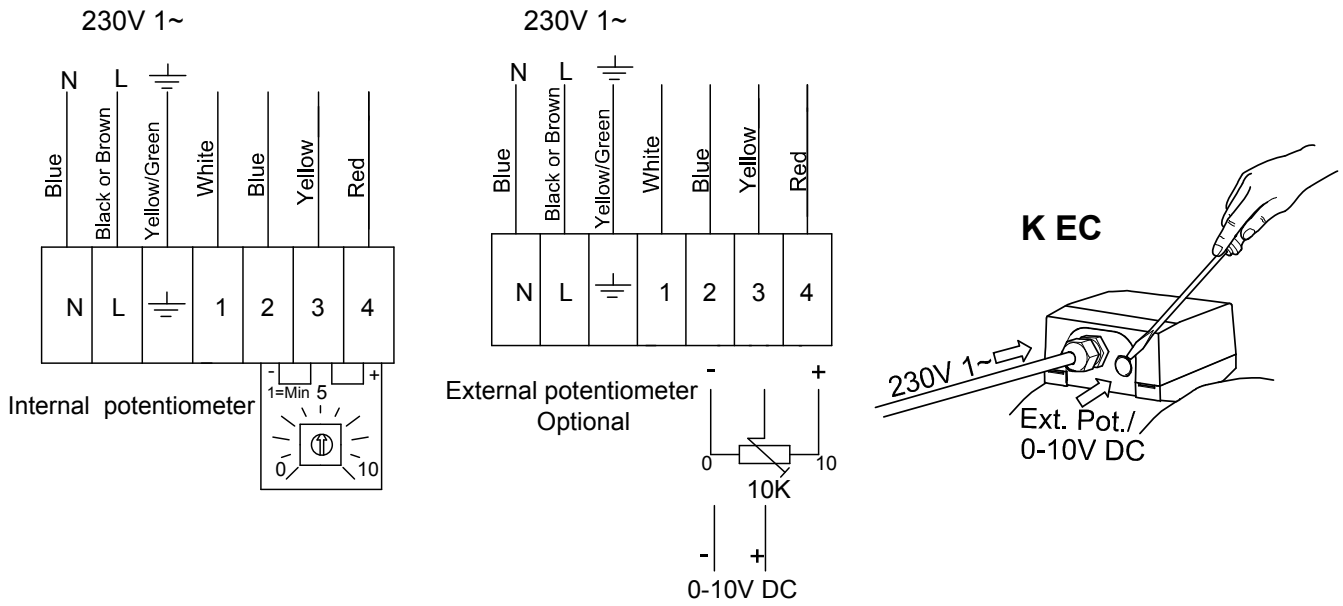 230V 1~
N L
Blue
Black or Brown
Yellow/Green
White
Blue
Yellow
Red
N L 1 2 3 4
- +
1=Min 5
Internal potentiometer
0 10
230V 1~
N L
Blue
Black or Brown
Yellow/Green
White
Blue
Yellow
Red
N L 1 2 3 4
- +
External potentiometer
Optional
0 10
10K
- +
0-10V DC
K EC
230V 1~
Ext. Pot./
0-10V DC